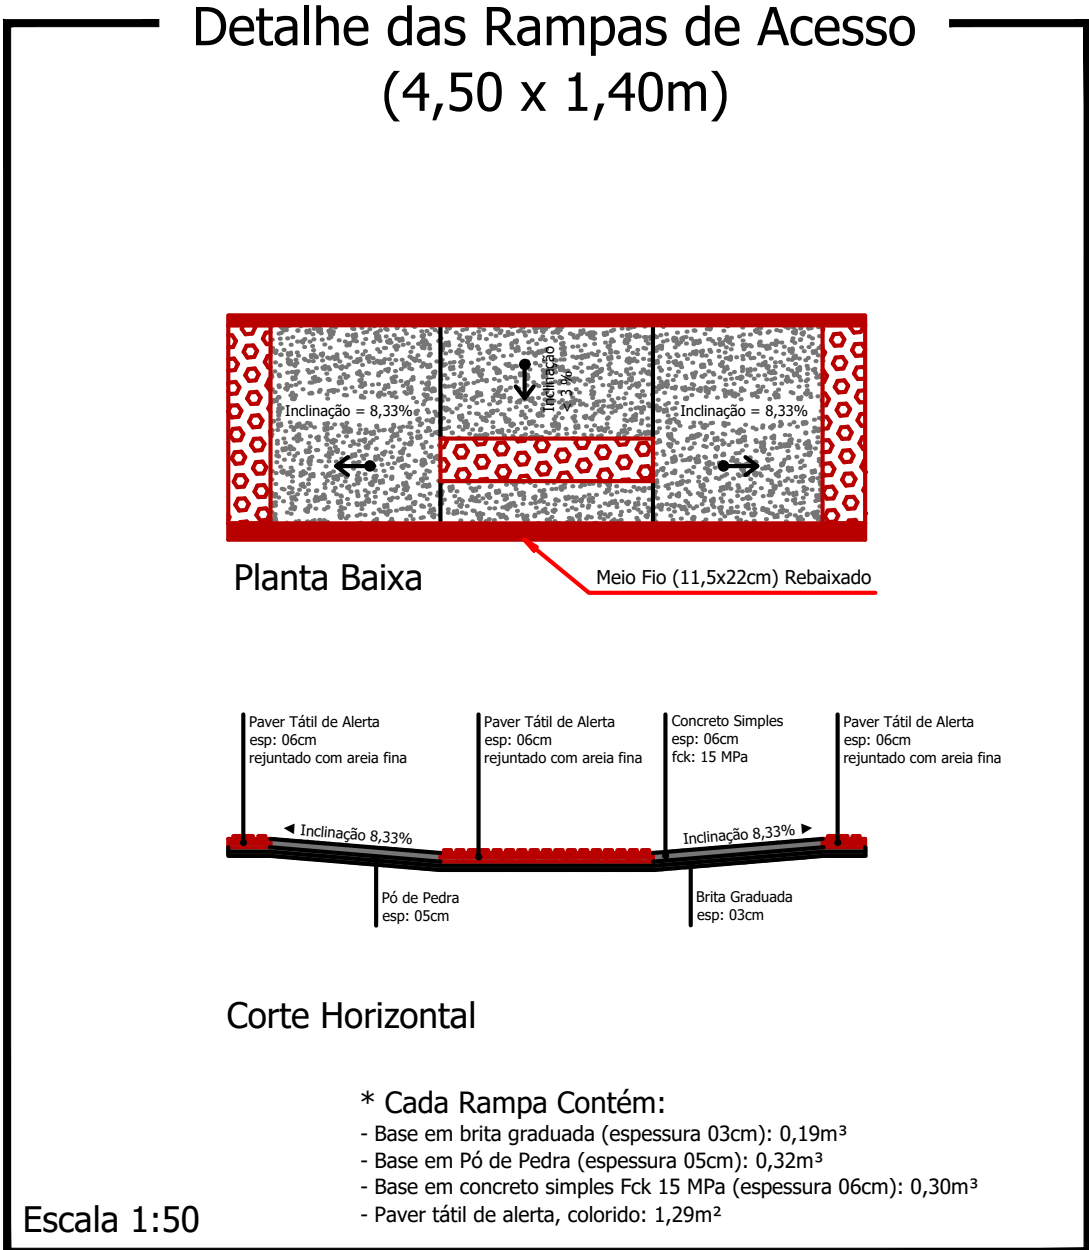 Detalhe das Rampas de Acesso
(4,50 x 1,40m)
Inclinação
< 3 %
Inclinação = 8,33%
Inclinação = 8,33%
Planta Baixa
Meio Fio (11,5x22cm) Rebaixado
Paver Tátil de Alerta
esp: 06cm
rejuntado com areia fina
Paver Tátil de Alerta
esp: 06cm
rejuntado com areia fina
Concreto Simples
esp: 06cm
fck: 15 MPa
Paver Tátil de Alerta
esp: 06cm
rejuntado com areia fina
Inclinação 8,33%
Inclinação 8,33%
Pó de Pedra
esp: 05cm
Brita Graduada
esp: 03cm
Corte Horizontal
* Cada Rampa Contém:
- Base em brita graduada (espessura 03cm): 0,19m³
- Base em Pó de Pedra (espessura 05cm): 0,32m³
- Base em concreto simples Fck 15 MPa (espessura 06cm): 0,30m³
- Paver tátil de alerta, colorido: 1,29m²
Escala 1:50